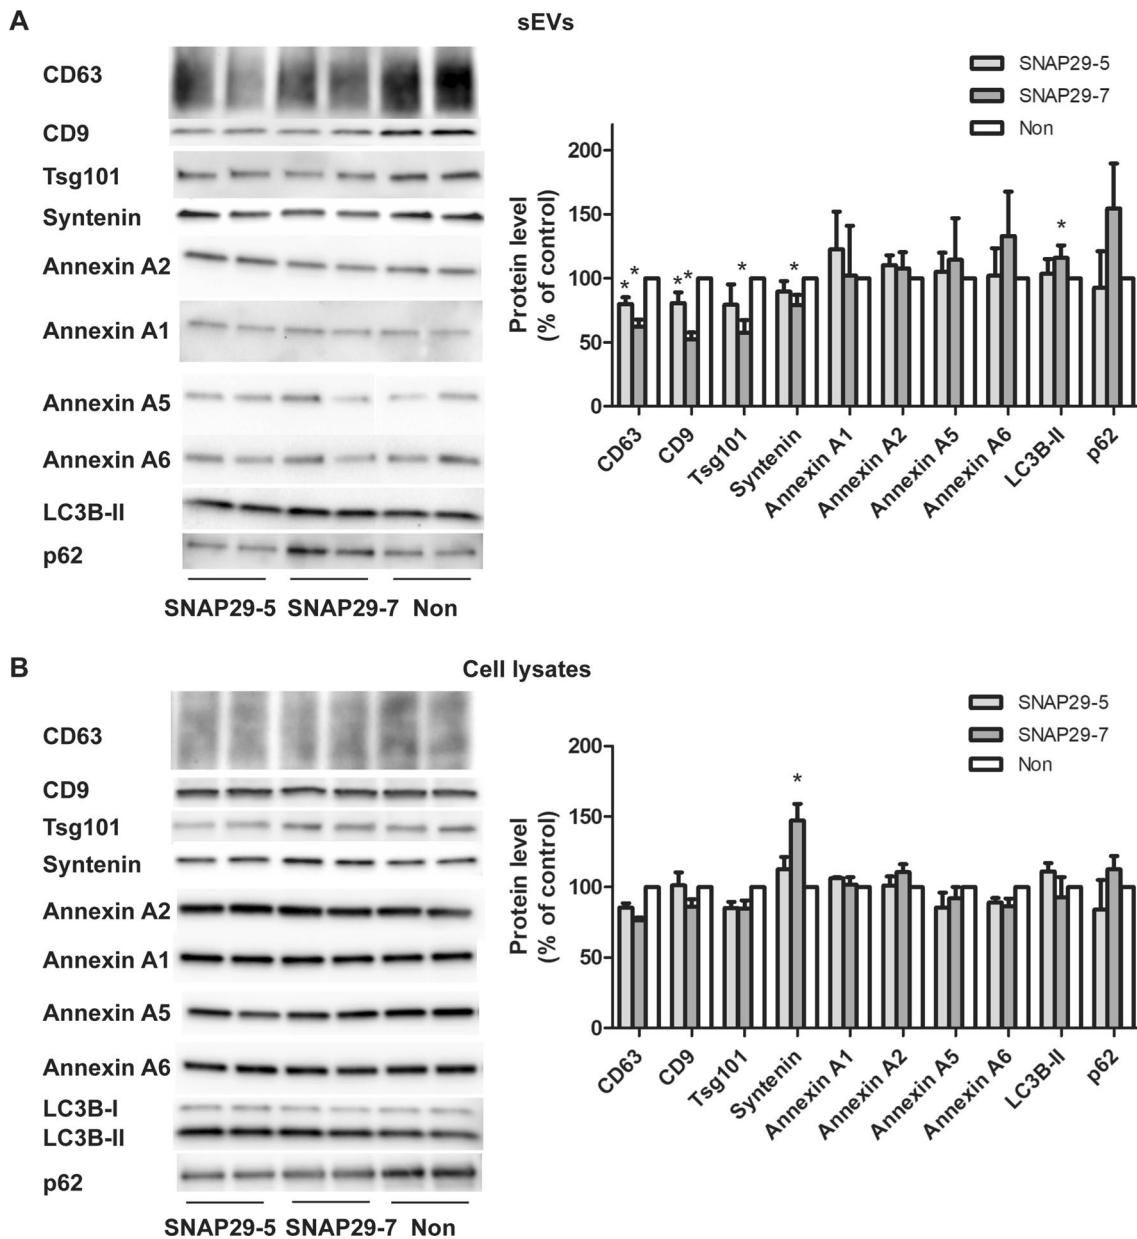 A
sEVs
CD63
CD9
Tsg101
Syntenin
Annexin A2
Annexin A1
Annexin A5
Annexin A6
LC3B-II
p62
SNAP29-5 SNAP29-7 Non
SNAP29-5
SNAP29-7
Non
Protein level
(% of control)
200
150
100
50
0
* * * * * * *
CD63 CD9 Tsg101 Syntenin Annexin A1 Annexin A2 Annexin A5 Annexin A6 LC3B-II p62
B
Cell lysates
CD63
CD9
Tsg101
Syntenin
Annexin A2
Annexin A1
Annexin A5
Annexin A6
LC3B-I
LC3B-II
p62
SNAP29-5 SNAP29-7 Non
SNAP29-5
SNAP29-7
Non
Protein level
(% of control)
200
150
100
50
0
*
CD63 CD9 Tsg101 Syntenin Annexin A1 Annexin A2 Annexin A5 Annexin A6 LC3B-II p62